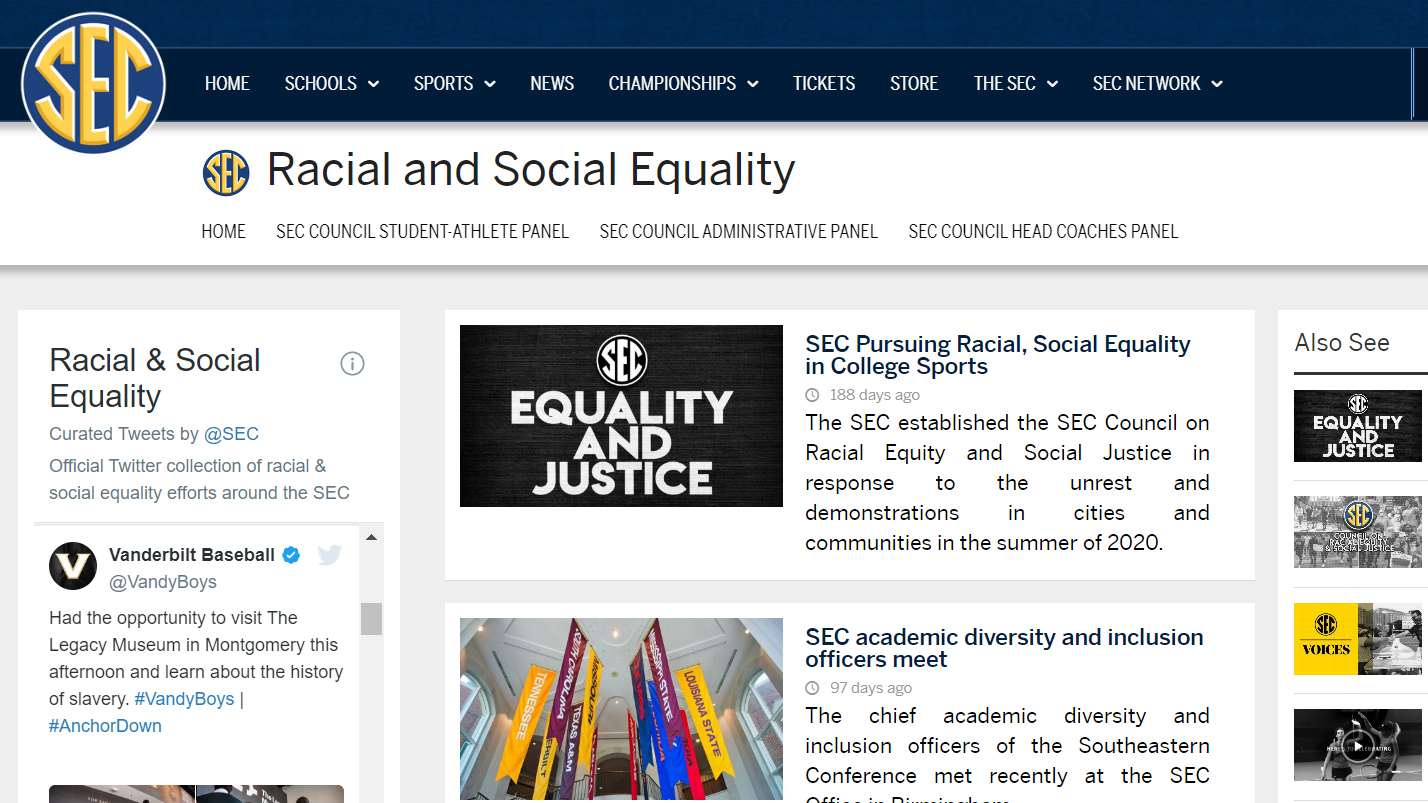 SEC
HOME SCHOOLS SPORTS NEWS CHAMPIONSHIPS TICKETS STORE THE SEC SEC NETWORK
SEC Racial and Social Equality
HOME SEC COUNCIL STUDENT-ATHLETE PANEL SEC COUNCIL ADMINISTRATIVE PANEL SEC COUNCIL HEAD COACHES PANEL
Racial & Social
Equality
Curated Tweets by @SEC
Official Twitter collection of racial &
social equality efforts around the SEC
V
Vanderbilt Baseball
@VandyBoys
Had the opportunity to visit The
Legacy Museum in Montgomery this
afternoon and learn about the history
of slavery. #VandyBoys |
#AnchorDown
SEC
EQUALITY
AND
JUSTICE
SEC Pursuing Racial, Social Equality
in College Sports
188 days ago
The SEC established the SEC Council on
Racial Equity and Social Justice in
response to the unrest and
demonstrations in cities and
communities in the summer of 2020.
TENNESSEE
SOUTH CAROLINA
TEXAS A&M
MISSOURI
MISSISSIPPI STATE
LOUISIANA STATE
SEC academic diversity and inclusion
officers meet
97 days ago
The chief academic diversity and
inclusion officers of the Southeastern
Conference met recently at the SEC
Office in Birmingham
Also See
SEC
EQUALITY
AND
JUSTICE
SEC
COUNCIL ON
RACIAL EQUITY
& SOCIAL JUSTICE
SEC
VOICES